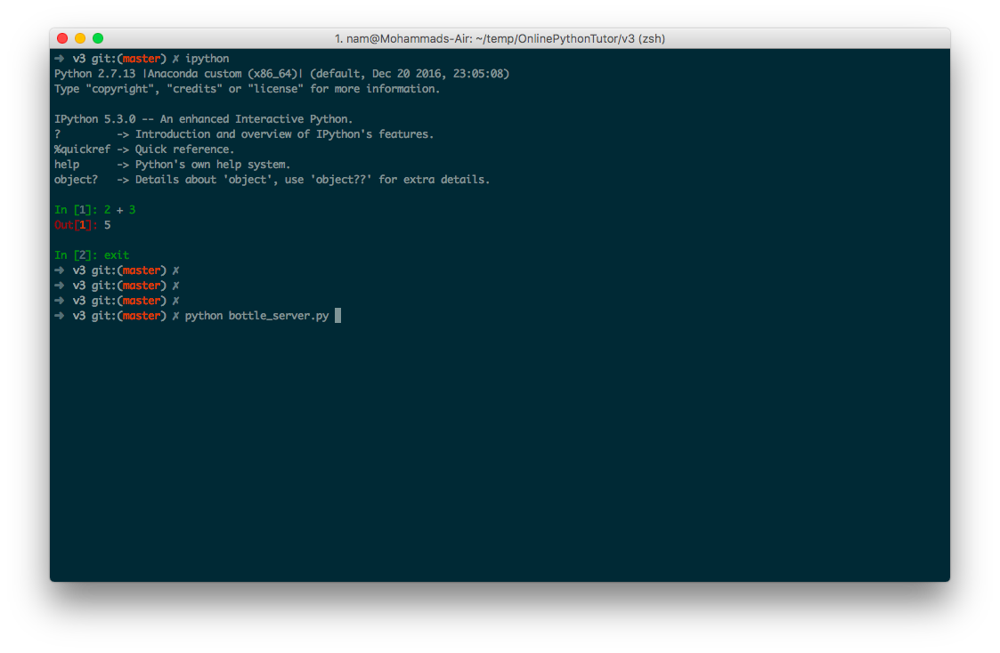 1. nam@Mohammads-Air: ~/temp/OnlinePythonTutor/v3 (zsh)
➜  v3 git:(master) ✗ ipython
Python 2.7.13 |Anaconda custom (x86_64)| (default, Dec 20 2016, 23:05:08)
Type "copyright", "credits" or "license" for more information.

IPython 5.3.0 -- An enhanced Interactive Python.
?         -> Introduction and overview of IPython's features.
%quickref -> Quick reference.
help      -> Python's own help system.
object?   -> Details about 'object', use 'object??' for extra details.

In [1]: 2 + 3
Out[1]: 5

In [2]: exit
➜  v3 git:(master) ✗
➜  v3 git:(master) ✗
➜  v3 git:(master) ✗
➜  v3 git:(master) ✗ python bottle_server.py